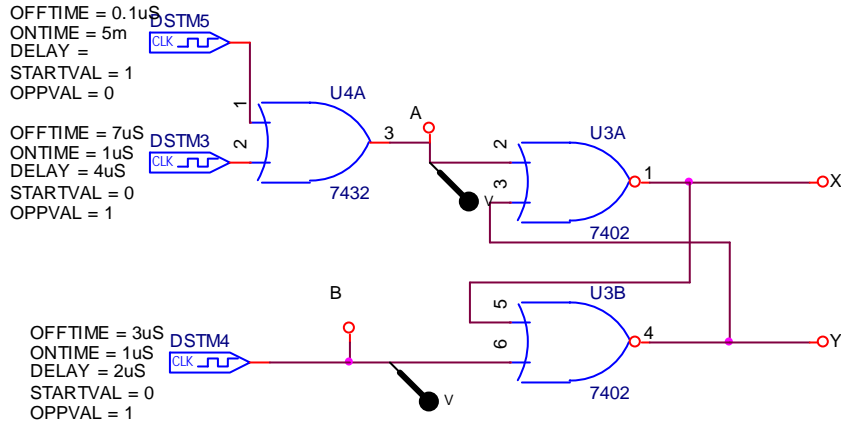 OFFTIME = 0.1uS
DSTM5
ONTIME = 5m
CLK
DELAY =
STARTVAL = 1
OPPVAL = 0
1
U4A
A
3
OFFTIME = 7uS
DSTM3
2
ONTIME = 1uS
CLK
DELAY = 4uS
STARTVAL = 0
OPPVAL = 1
7432
V
U3A
2
3
1
X
7402
B
U3B
5
6
4
Y
7402
OFFTIME = 3uS
DSTM4
ONTIME = 1uS
CLK
DELAY = 2uS
STARTVAL = 0
OPPVAL = 1
V